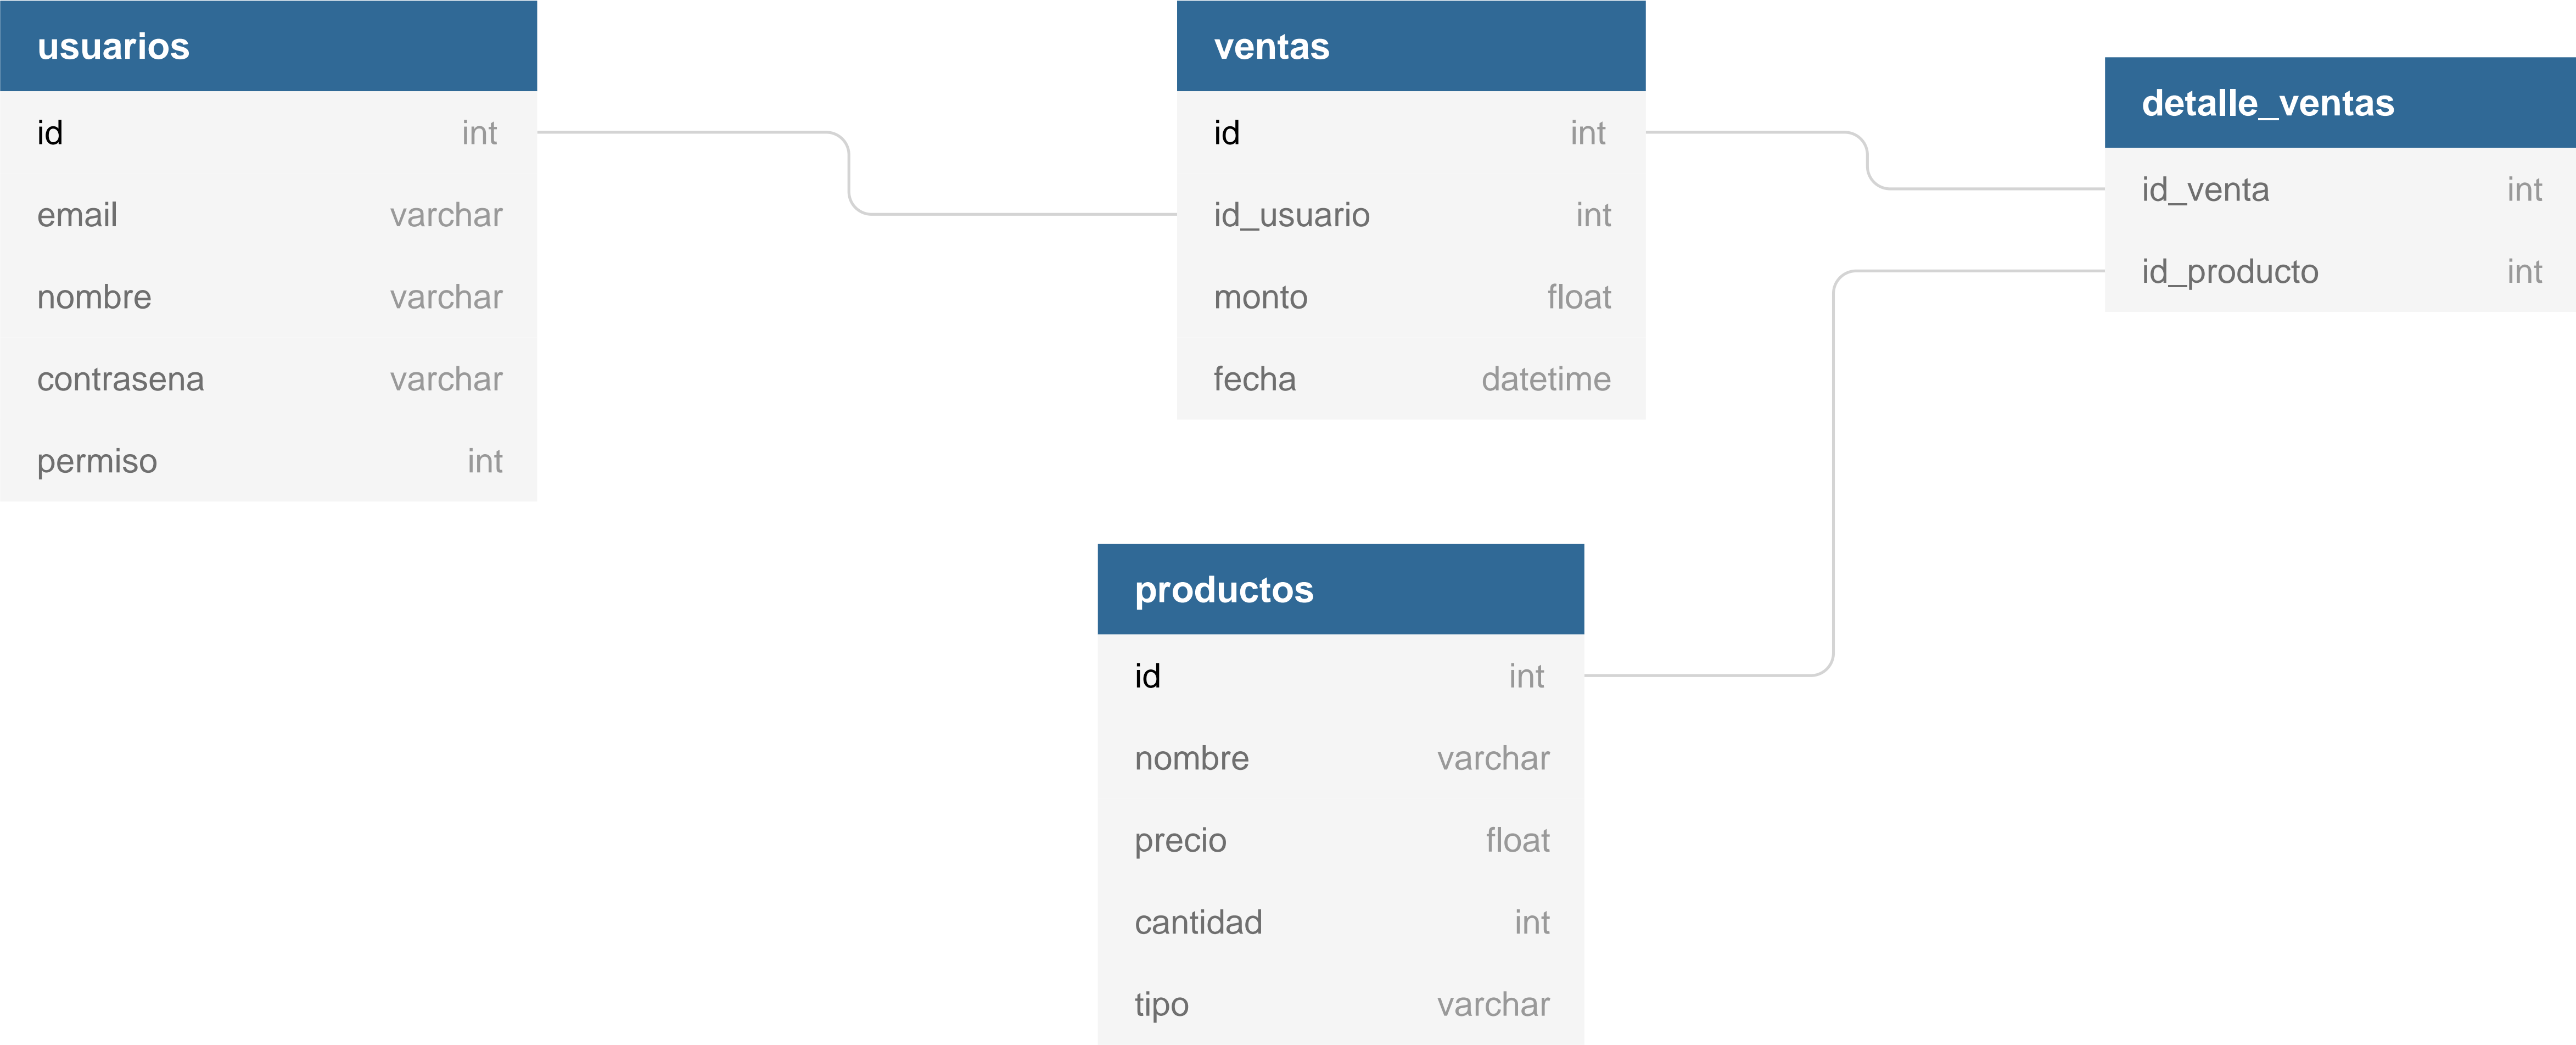 usuarios
id int
email varchar
nombre varchar
contrasena varchar
permiso int
ventas
id int
id_usuario int
monto float
fecha datetime
detalle_ventas
id_venta int
id_producto int
productos
id int
nombre varchar
precio float
cantidad int
tipo varchar